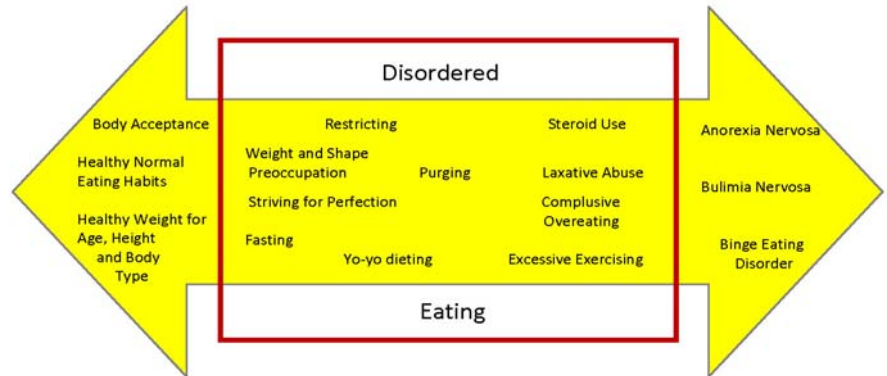 Disordered
Body Acceptance
Healthy Normal
Eating Habits
Healthy Weight for
Age, Height
and Body
Type
Restricting
Weight and Shape
Preoccupation
Purging
Striving for Perfection
Fasting
Yo-yo dieting
Steroid Use
Laxative Abuse
Complusive
Overeating
Excessive Exercising
Anorexia Nervosa
Bulimia Nervosa
Binge Eating
Disorder
Eating